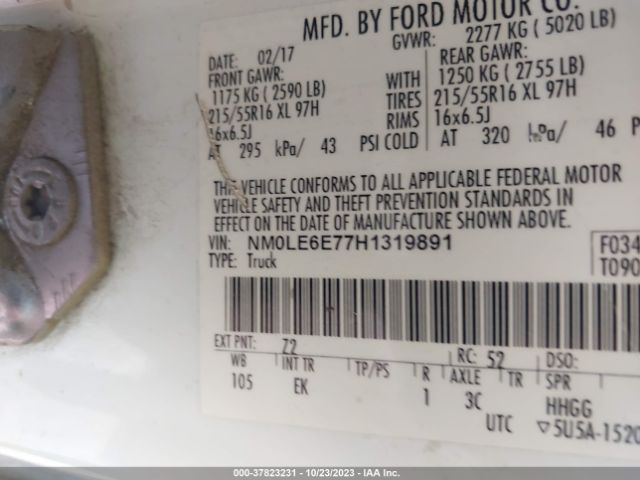 MFD. BY FORD MOTOR CO.
DATE: 02/17 GVWR: 2277 KG ( 5020 LB)
FRONT GAWR: REAR GAWR:
1175 KG ( 2590 LB) WITH 1250 KG ( 2755 LB)
215/55R16 XL 97H TIRES 215/55R16 XL 97H
16x6.5J RIMS 16x6.5J
AT 295 kPa/ 43 PSI COLD AT 320 kPa/ 46 P
THIS VEHICLE CONFORMS TO ALL APPLICABLE FEDERAL MOTOR
VEHICLE SAFETY AND THEFT PREVENTION STANDARDS IN
EFFECT ON THE DATE OF MANUFACTURE SHOWN ABOVE.
VIN: NM0LE6E77H1319891 F034
TYPE: Truck T090
EXT PNT: Z2 RC: 52 DSO:
WB INT TR TP/PS R AXLE TR SPR
105 EK 1 3C HHGG
UTC ▽5U5A-1520
000-37823231 - 10/23/2023 - IAA Inc.